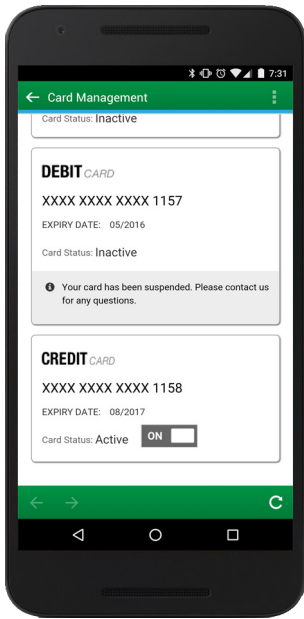 7:31
Card Management
Card Status: Inactive
DEBIT CARD
XXXX XXXX XXXX 1157
EXPIRY DATE: 05/2016
Card Status: Inactive
Your card has been suspended. Please contact us
for any questions.
CREDIT CARD
XXXX XXXX XXXX 1158
EXPIRY DATE: 08/2017
Card Status: Active ON